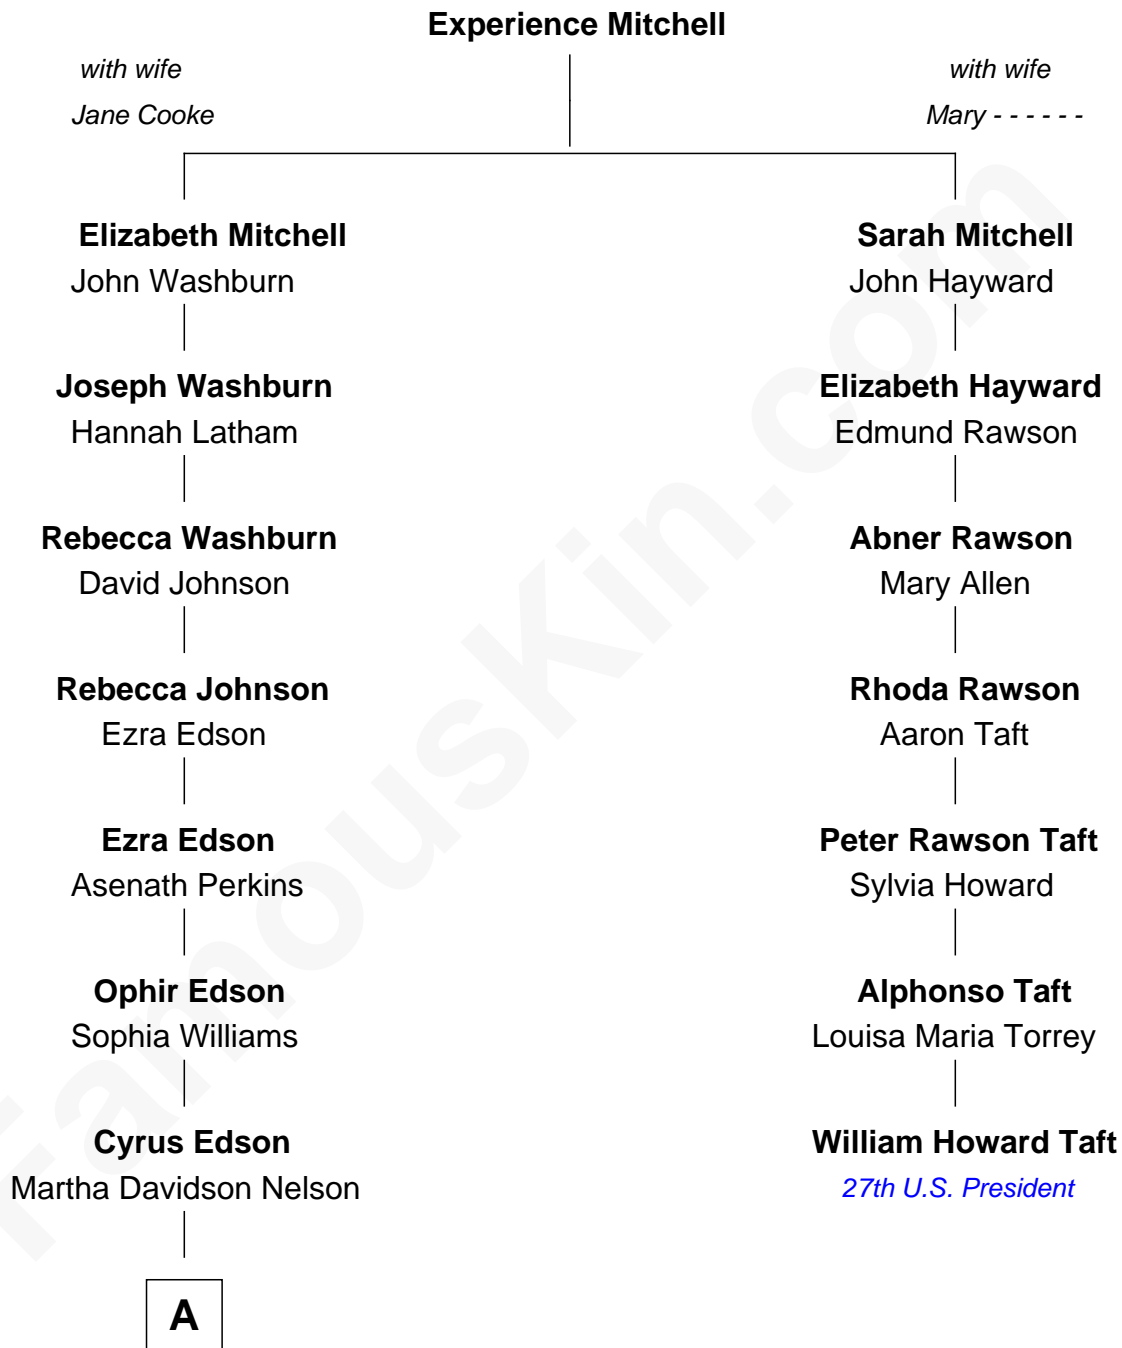 Experience Mitchell
with wife
Jane Cooke
with wife
Mary - - - - - -
Elizabeth Mitchell
John Washburn
Sarah Mitchell
John Hayward
Joseph Washburn
Hannah Latham
Elizabeth Hayward
Edmund Rawson
Rebecca Washburn
David Johnson
Abner Rawson
Mary Allen
Rebecca Johnson
Ezra Edson
Rhoda Rawson
Aaron Taft
Ezra Edson
Asenath Perkins
Peter Rawson Taft
Sylvia Howard
Ophir Edson
Sophia Williams
Alphonso Taft
Louisa Maria Torrey
Cyrus Edson
Martha Davidson Nelson
William Howard Taft
27th U.S. President
A
FamousKin.com